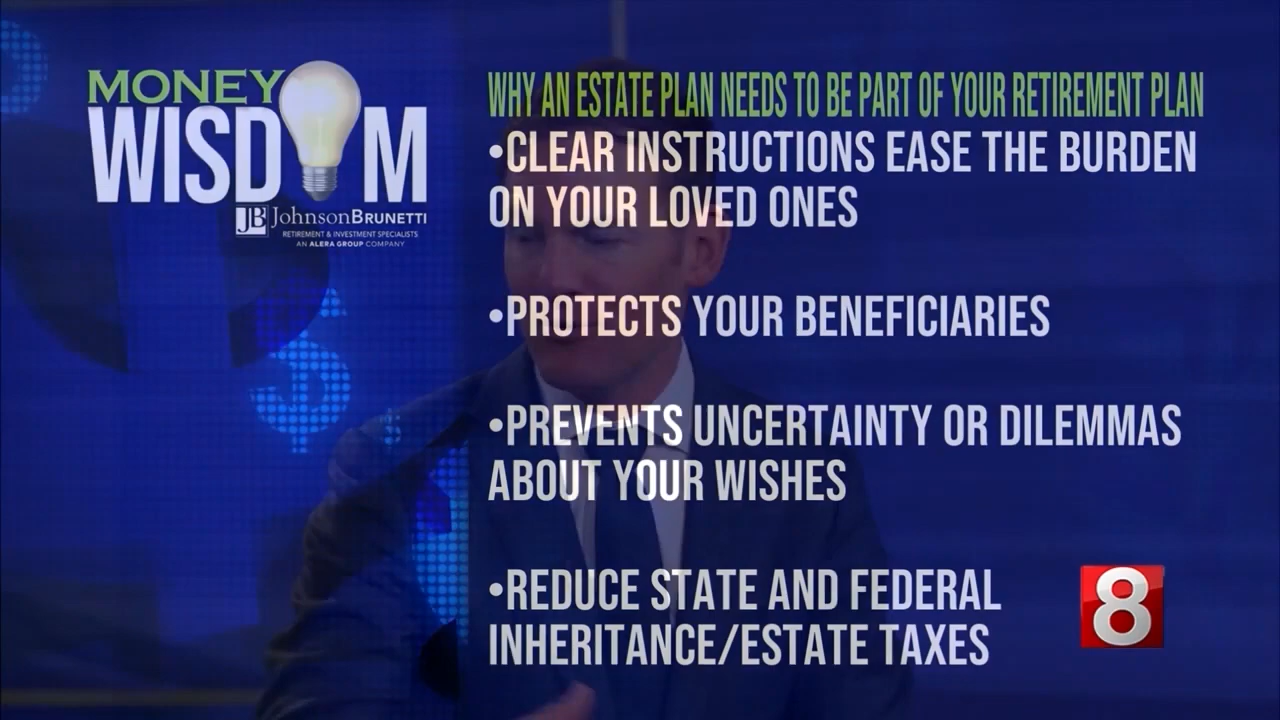 MONEY
WISDOM
JB JohnsonBrunetti
RETIREMENT & INVESTMENT SPECIALISTS
AN ALERA GROUP COMPANY
WHY AN ESTATE PLAN NEEDS TO BE PART OF YOUR RETIREMENT PLAN
•CLEAR INSTRUCTIONS EASE THE BURDEN
ON YOUR LOVED ONES
•PROTECTS YOUR BENEFICIARIES
•PREVENTS UNCERTAINTY OR DILEMMAS
ABOUT YOUR WISHES
•REDUCE STATE AND FEDERAL
INHERITANCE/ESTATE TAXES
8
$